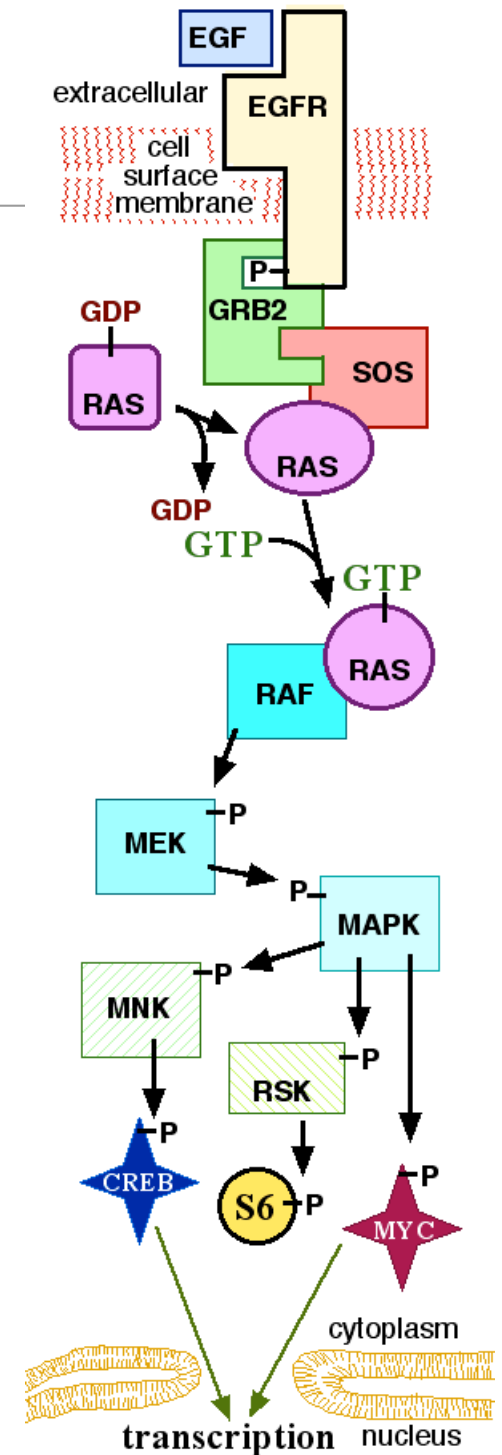 EGF
extracellular
EGFR
cell
surface
membrane
P
GDP
GRB2
RAS
SOS
RAS
GDP
GTP
GTP
RAS
RAF
P
MEK
P
MAPK
P
MNK
P
RSK
P
CREB
S6
P
P
MYC
cytoplasm
transcription
nucleus